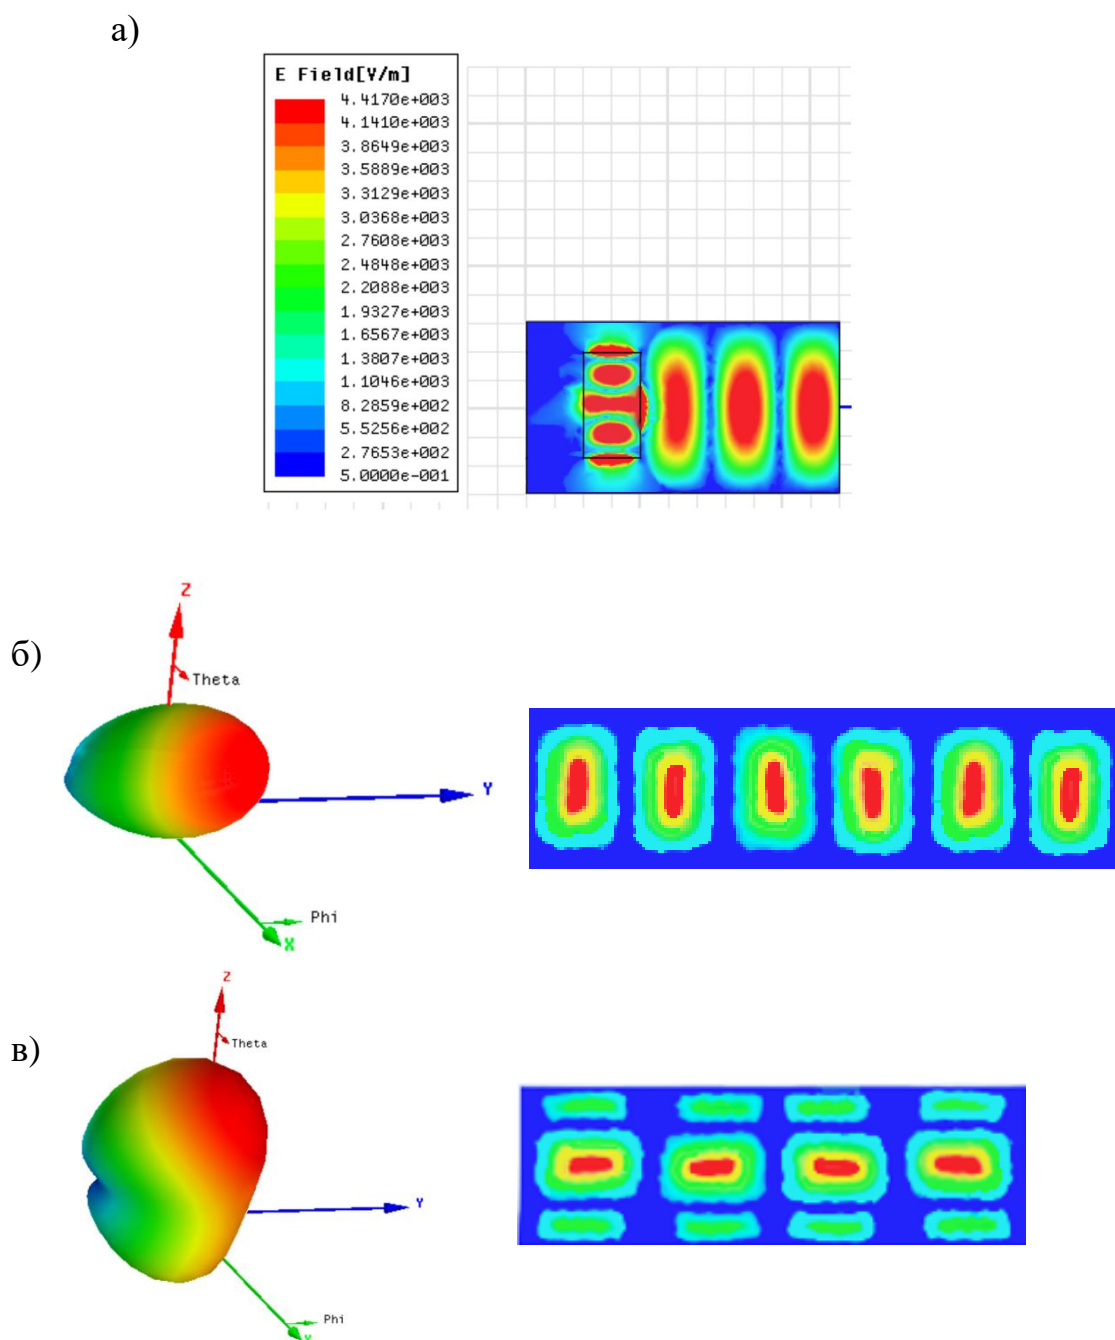 а)
E Field[V/m]
4.4170e+003
4.1410e+003
3.8649e+003
3.5889e+003
3.3129e+003
3.0368e+003
2.7608e+003
2.4848e+003
2.2088e+003
1.9327e+003
1.6567e+003
1.3807e+003
1.1046e+003
8.2859e+002
5.5256e+002
2.7653e+002
5.0000e-001
б)
Z
Theta
Y
Phi
X
в)
Z
Theta
Y
Phi